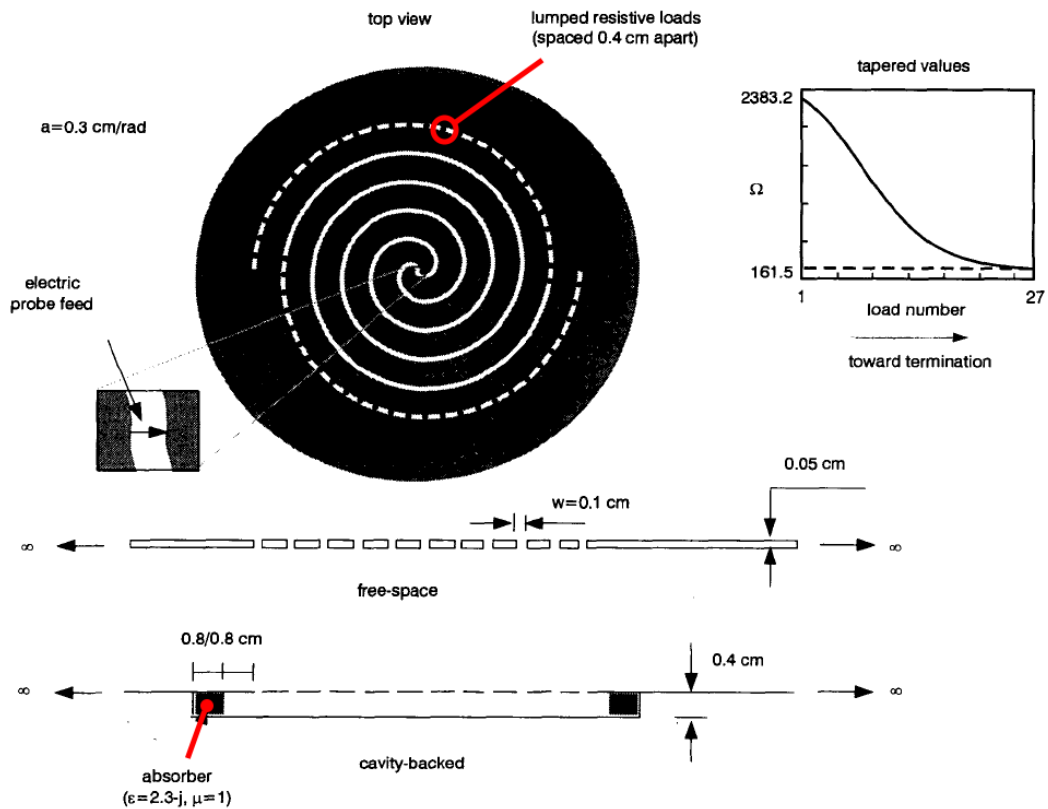 top view
lumped resistive loads
(spaced 0.4 cm apart)
tapered values
a=0.3 cm/rad
2383.2
Ω
161.5
1
27
load number
toward termination
electric
probe feed
w=0.1 cm
0.05 cm
∞
∞
free-space
0.8/0.8 cm
0.4 cm
∞
∞
absorber
(ε=2.3-j, μ=1)
cavity-backed